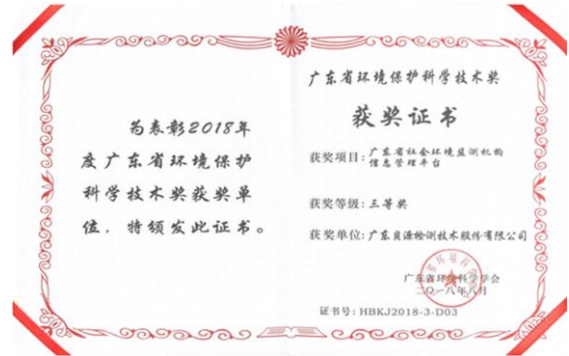 为表彰2018年
度广东省环境保护
科学技术奖获奖单
位，特颁发此证书。
广东省环境保护科学技术奖
获奖证书
获奖项目：广东省社会环境监测机构
信息管理平台
获奖等级：三等奖
获奖单位：广东贝源检测技术股份有限公司
广东省环境科学学会
二〇一八年八月
证书号：HBKJ2018-3-D03